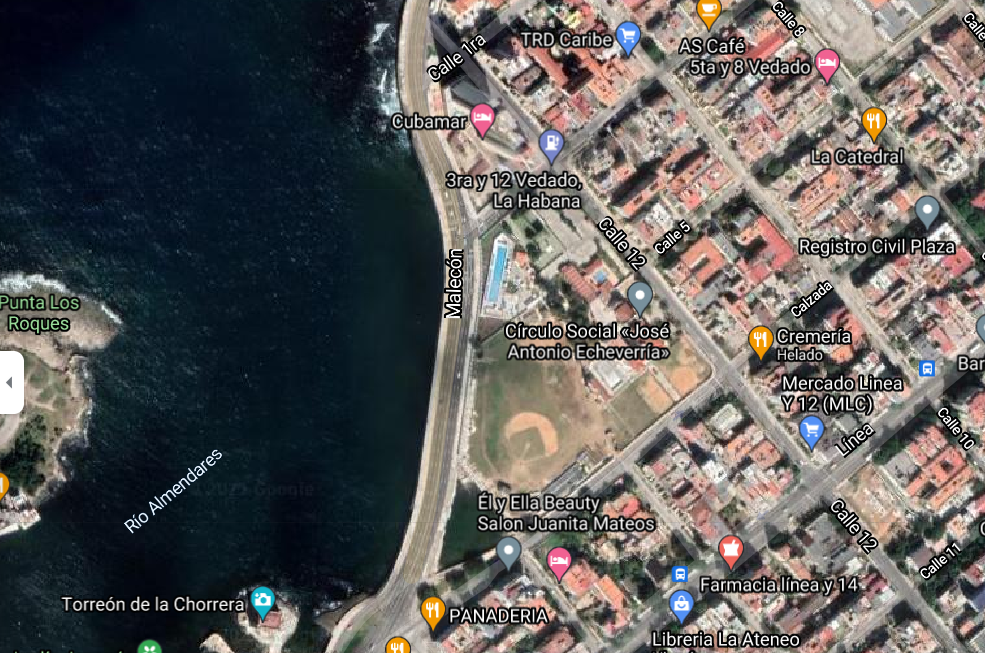 Calle 8
Calle 1ra
TRD Caribe
AS Café
5ta y 8 Vedado
Cubamar
La Catedral
3ra y 12 Vedado,
La Habana
Calle 12
Calle 5
Registro Civil Plaza
Malecón
Calzada
Punta Los
Roques
Círculo Social «José
Antonio Echeverría»
Cremería
Helado
Mercado Linea
Y 12 (MLC)
Línea
Calle 10
Río Almendares
Él y Ella Beauty
Salon Juanita Mateos
Calle 12
Calle 11
Farmacia línea y 14
Torreón de la Chorrera
PANADERIA
Libreria La Ateneo